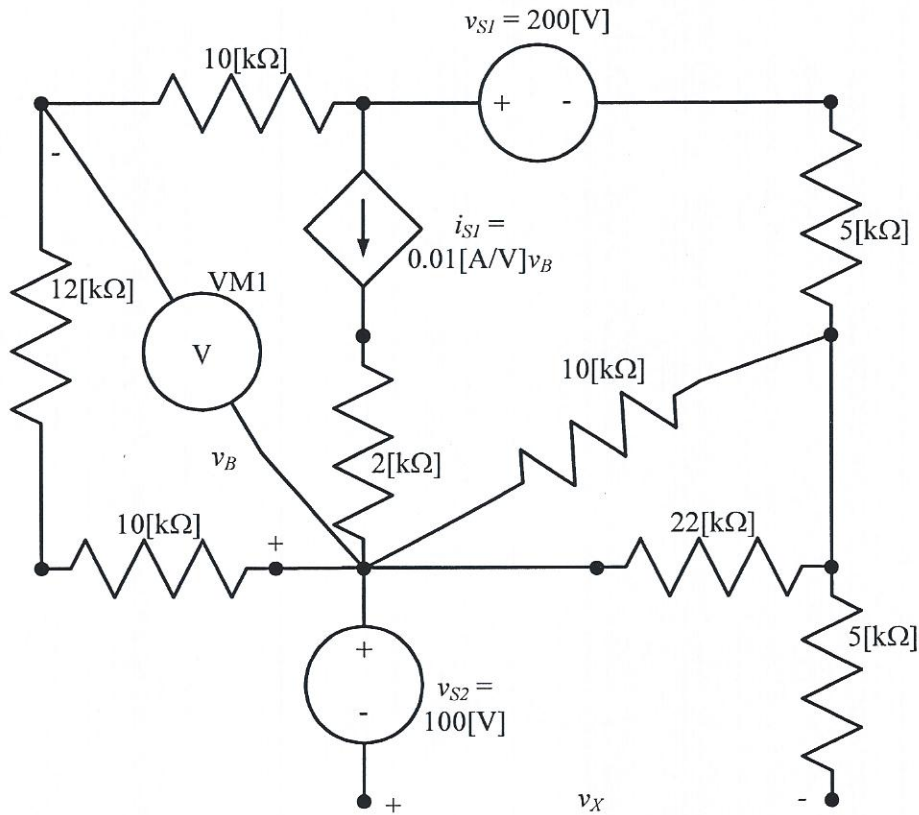 v_S1 = 200[V]
10[kΩ]
+ -
-
i_S1 =
0.01[A/V]v_B
5[kΩ]
12[kΩ]
VM1
V
10[kΩ]
v_B
2[kΩ]
10[kΩ]
+
22[kΩ]
+
5[kΩ]
v_S2 =
100[V]
-
+ v_X -